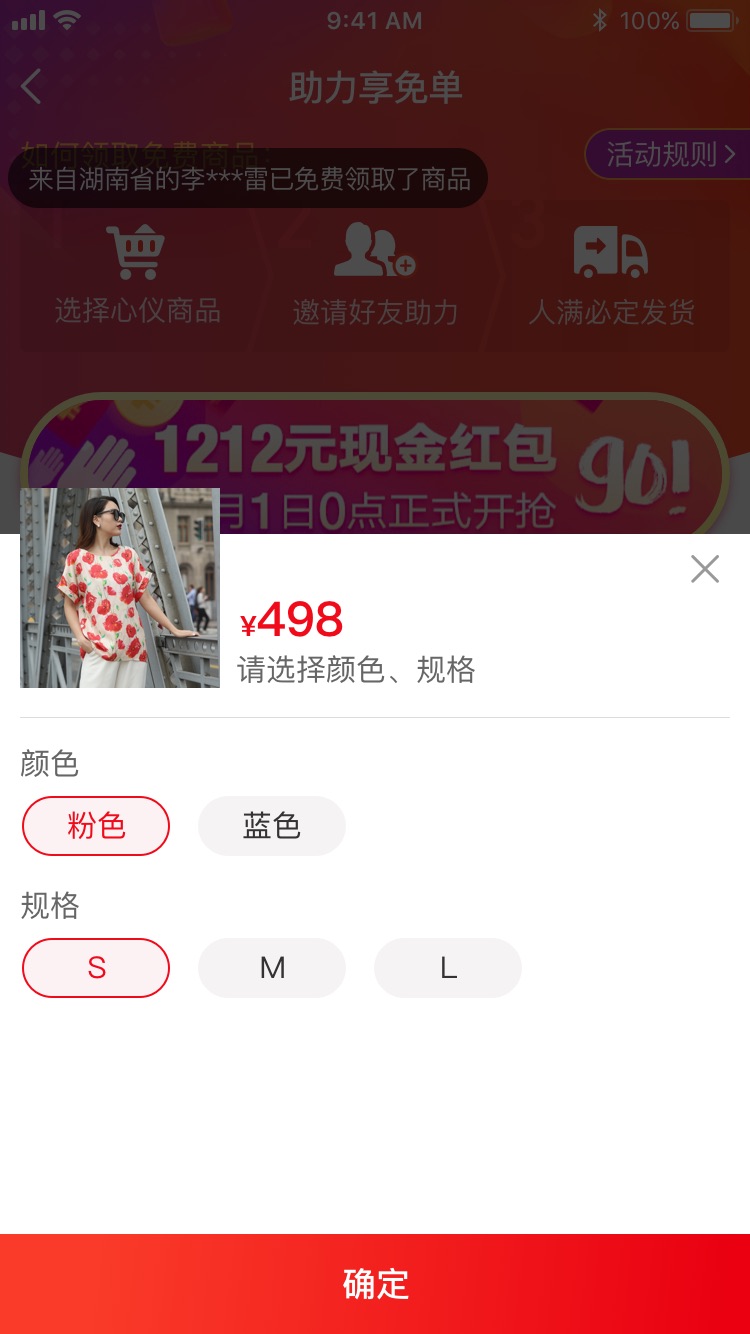 9:41 AM
100%
助力享免单
如何领取免费商品:
活动规则
来自湖南省的李***雷已免费领取了商品
1
2
3
选择心仪商品
邀请好友助力
人满必定发货
1212元现金红包
go!
月1日0点正式开抢
¥498
请选择颜色、规格
颜色
粉色
蓝色
规格
S
M
L
确定